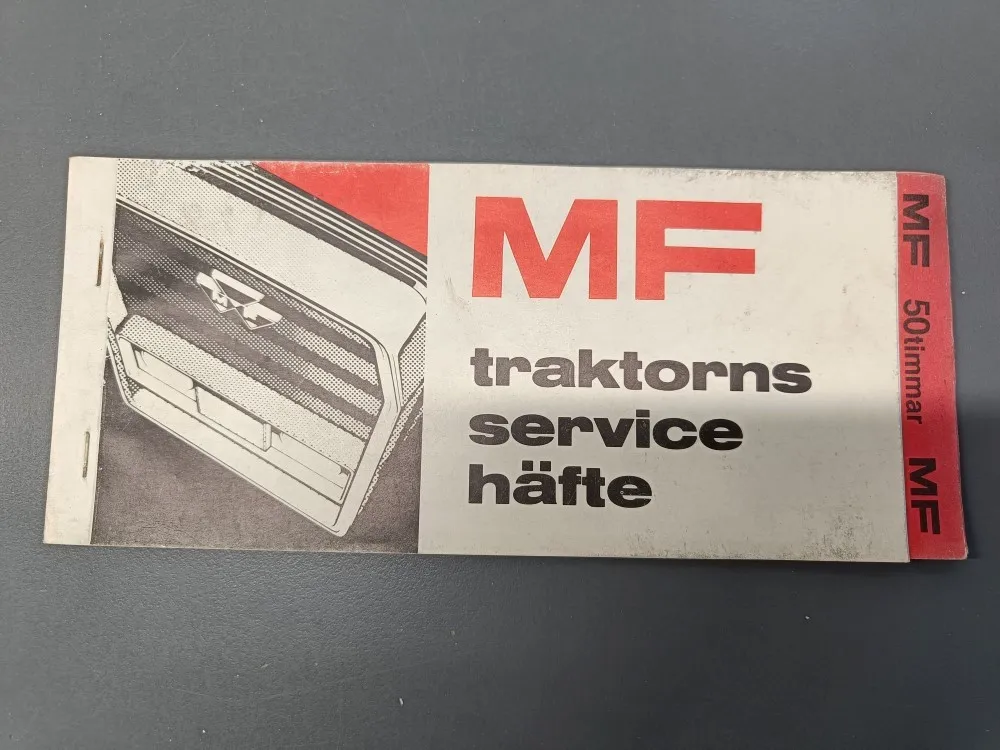 MF
traktorns
service
häfte
MF 50timmar MF